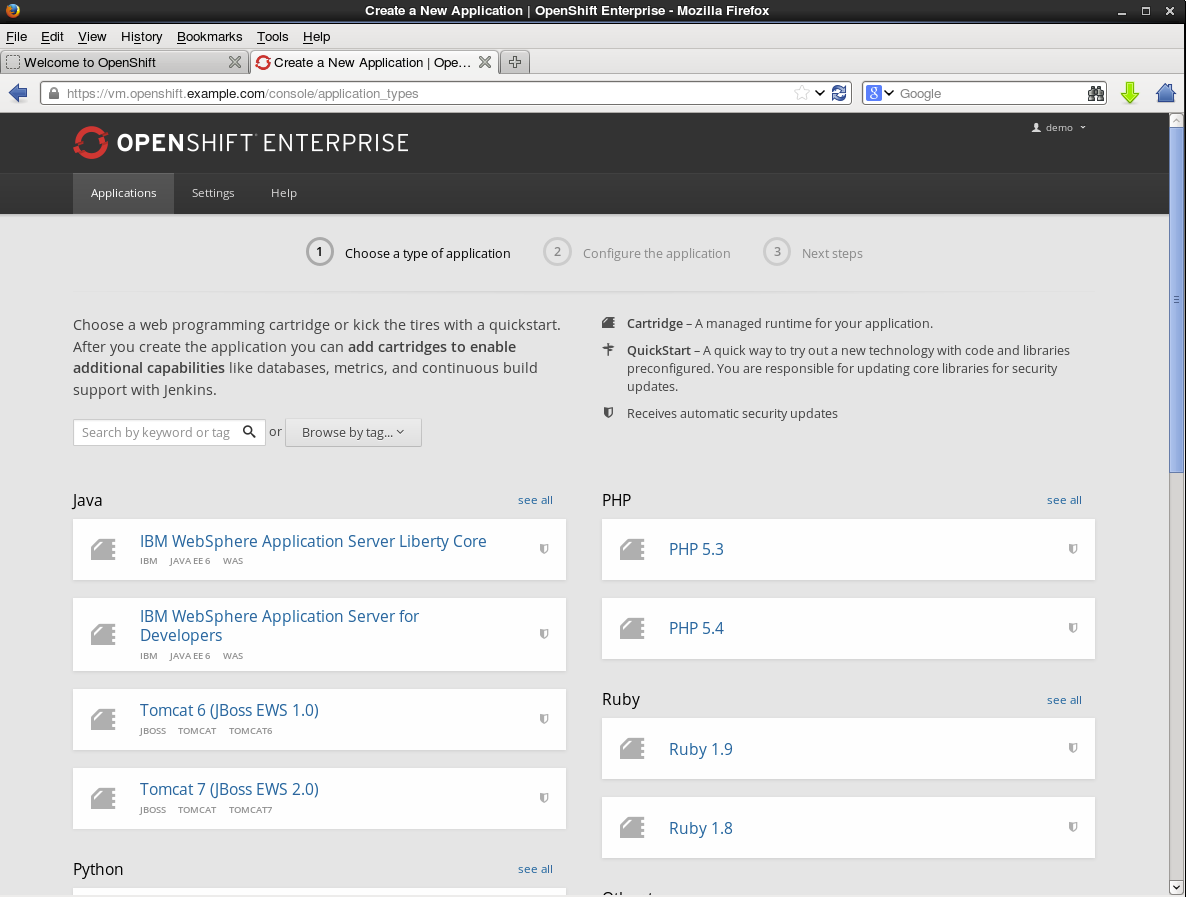 Create a New Application | OpenShift Enterprise - Mozilla Firefox
File Edit View History Bookmarks Tools Help
Welcome to OpenShift
Create a New Application | Ope...
https://vm.openshift.example.com/console/application_types
Google
OPENSHIFT ENTERPRISE
demo
Applications Settings Help
1 Choose a type of application 2 Configure the application 3 Next steps
Choose a web programming cartridge or kick the tires with a quickstart.
After you create the application you can add cartridges to enable
additional capabilities like databases, metrics, and continuous build
support with Jenkins.
Search by keyword or tag or Browse by tag...
Cartridge – A managed runtime for your application.
QuickStart – A quick way to try out a new technology with code and libraries
preconfigured. You are responsible for updating core libraries for security
updates.
Receives automatic security updates
Java see all
IBM WebSphere Application Server Liberty Core
IBM JAVA EE 6 WAS
IBM WebSphere Application Server for
Developers
IBM JAVA EE 6 WAS
Tomcat 6 (JBoss EWS 1.0)
JBOSS TOMCAT TOMCAT6
Tomcat 7 (JBoss EWS 2.0)
JBOSS TOMCAT TOMCAT7
Python see all
PHP see all
PHP 5.3
PHP 5.4
Ruby see all
Ruby 1.9
Ruby 1.8